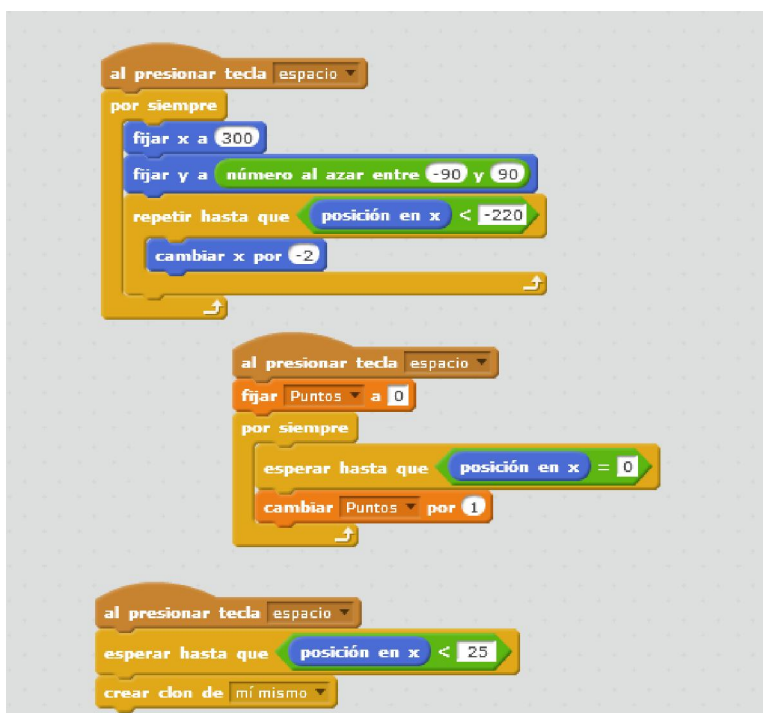 al presionar tecla espacio
por siempre
fijar x a 300
fijar y a número al azar entre -90 y 90
repetir hasta que posición en x < -220
cambiar x por -2
al presionar tecla espacio
fijar Puntos a 0
por siempre
esperar hasta que posición en x = 0
cambiar Puntos por 1
al presionar tecla espacio
esperar hasta que posición en x < 25
crear clon de mí mismo